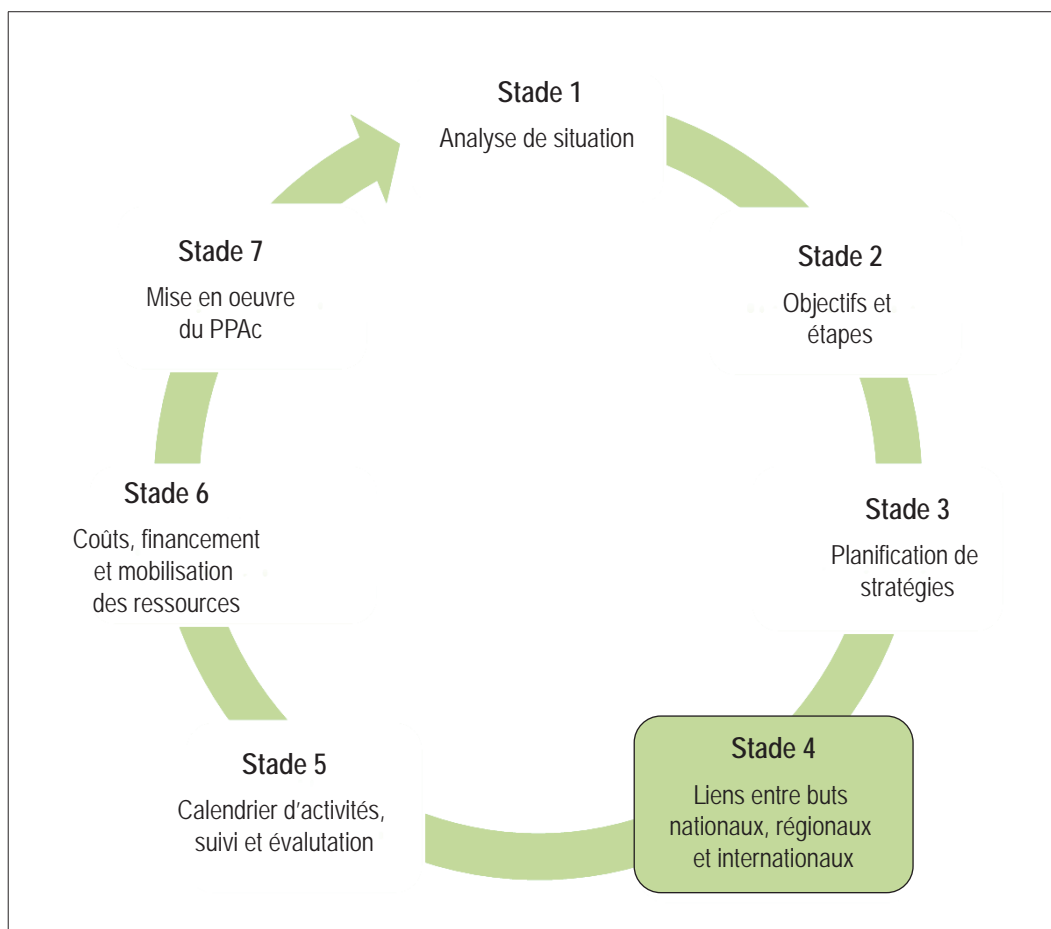 Stade 1
Analyse de situation
Stade 2
Objectifs et
étapes
Stade 3
Planification de
stratégies
Stade 4
Liens entre buts
nationaux, régionaux
et internationaux
Stade 5
Calendrier d'activités,
suivi et évalutation
Stade 6
Coûts, financement
et mobilisation
des ressources
Stade 7
Mise en oeuvre
du PPAc